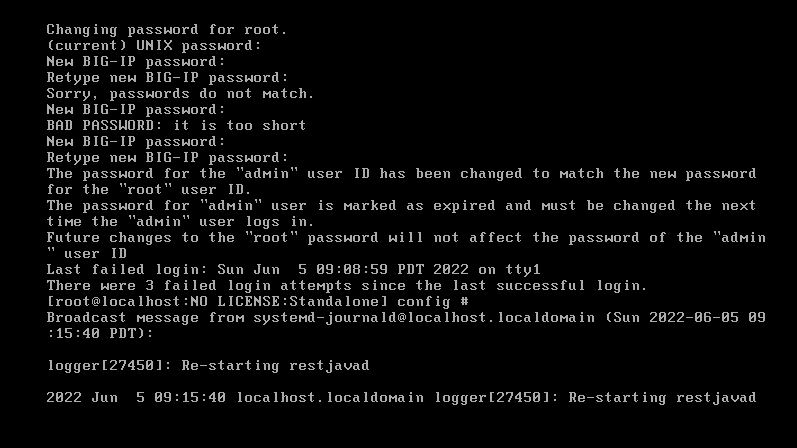 Changing password for root.
(current) UNIX password:
New BIG-IP password:
Retype new BIG-IP password:
Sorry, passwords do not match.
New BIG-IP password:
BAD PASSWORD: it is too short
New BIG-IP password:
Retype new BIG-IP password:
The password for the "admin" user ID has been changed to match the new password
for the "root" user ID.
The password for "admin" user is marked as expired and must be changed the next
time the "admin" user logs in.
Future changes to the "root" password will not affect the password of the "admin
" user ID
Last failed login: Sun Jun  5 09:08:59 PDT 2022 on tty1
There were 3 failed login attempts since the last successful login.
[root@localhost:NO LICENSE:Standalone] config #
Broadcast message from systemd-journald@localhost.localdomain (Sun 2022-06-05 09
:15:40 PDT):

logger[27450]: Re-starting restjavad

2022 Jun  5 09:15:40 localhost.localdomain logger[27450]: Re-starting restjavad